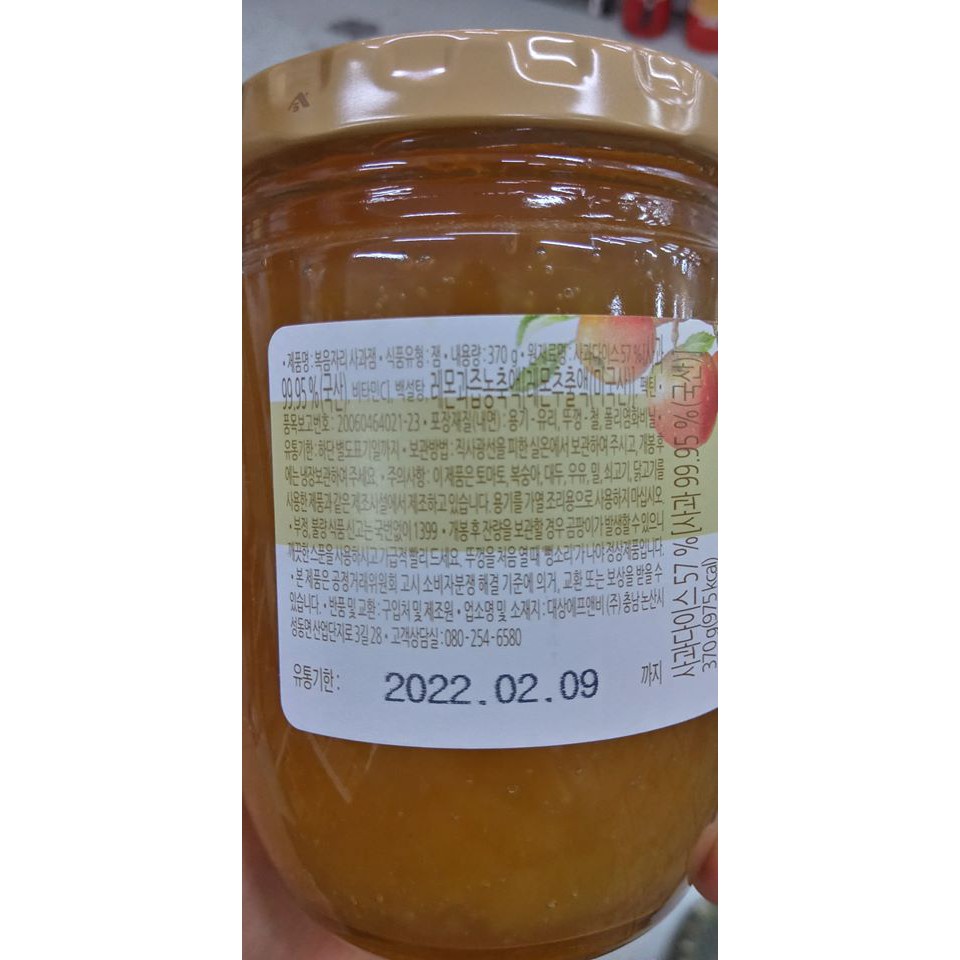 • 제품명 : 복음자리 사과잼 • 식품유형 : 잼 • 내용량 : 370 g • 원재료명 : 사과다이스 57 % [사과
99.95 %(국산), 비타민C], 백설탕, 레몬과즙농축액[레몬추출액(미국산)], 펙틴 •
품목보고번호 : 20060464021-23 • 포장재질(내면) : 용기 - 유리, 뚜껑 - 철, 폴리염화비닐 •
유통기한 : 하단 별도표기일까지 • 보관방법 : 직사광선을 피한 실온에서 보관하여 주시고, 개봉 후
에는 냉장보관하여 주세요. • 주의사항 : 이 제품은 토마토, 복숭아, 대두, 우유, 밀, 쇠고기, 닭고기를
사용한 제품과 같은 제조시설에서 제조하고 있습니다. 용기를 가열 조리용으로 사용하지 마십시오.
• 부정, 불량식품 신고는 국번없이 1399 • 개봉 후 잔량을 보관할 경우 곰팡이가 발생할 수 있으니
깨끗한 스푼을 사용하시고 가급적 빨리 드세요. 뚜껑을 처음 열 때 '뻥소리'가 나야 정상제품입니다.
• 본 제품은 공정거래위원회 고시 소비자분쟁 해결 기준에 의거, 교환 또는 보상을 받을 수
있습니다. • 반품 및 교환 : 구입처 및 제조원 • 업소명 및 소재지 : 대상에프앤비 (주) 충남 논산시
성동면 산업단지로 3길 28 • 고객상담실 : 080-254-6580
유통기한 : 2022.02.09 까지
사과다이스 57 % [사과 99.95 %(국산),
370 g(975 kcal)